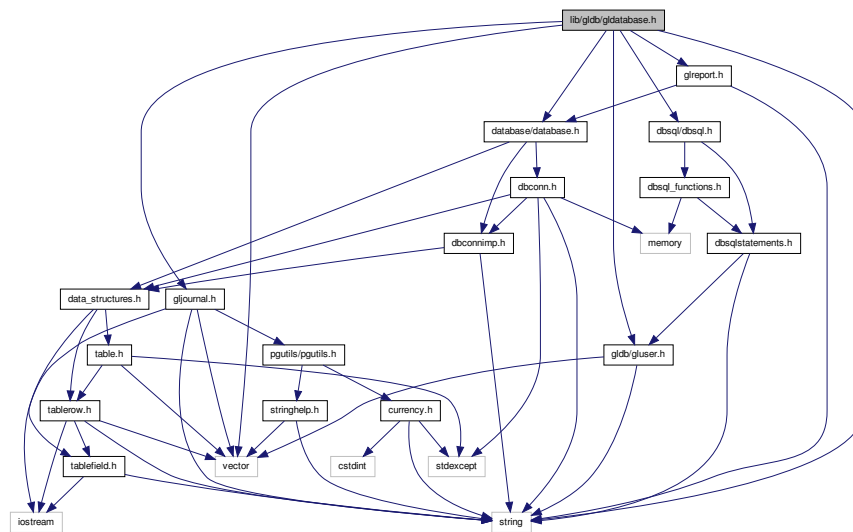 lib/gldb/gldatabase.h
glreport.h
database/database.h
dbsql/dbsql.h
dbconn.h
dbsql_functions.h
dbconnimp.h
memory
dbsqlstatements.h
data_structures.h
gljournal.h
table.h
pgutils/pgutils.h
gldb/gluser.h
tablerow.h
stringhelp.h
currency.h
tablefield.h
vector
cstdint
stdexcept
iostream
string